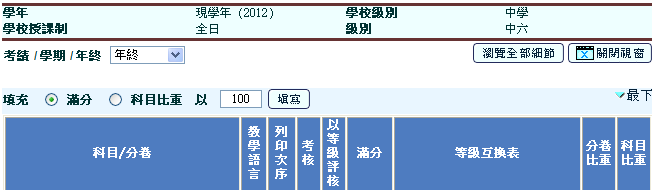 學年 現學年 (2012) 學校級別 中學
學校授課制 全日 級別 中六
考績 / 學期 / 年終 年終 瀏覽全部細節 關閉視窗
填充 滿分 科目比重 以 100 填寫 最下
科目/分卷 教學語言 列印次序 考核 以等級評核 滿分 等級互換表 分卷比重 科目比重